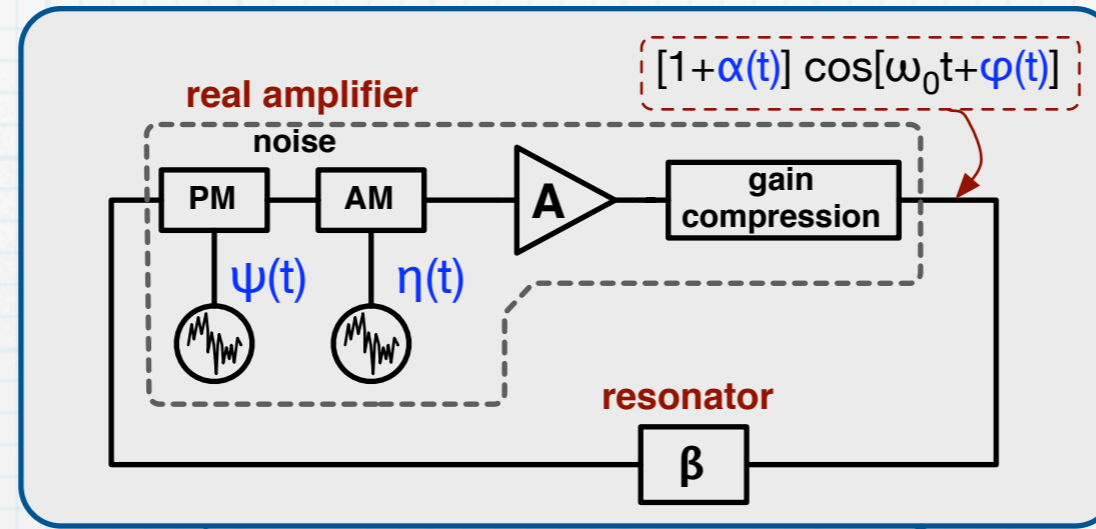 [1+α(t)] cos[ω₀t+φ(t)]
real amplifier
noise
PM
AM
A
gain
compression
ψ(t)
η(t)
resonator
β